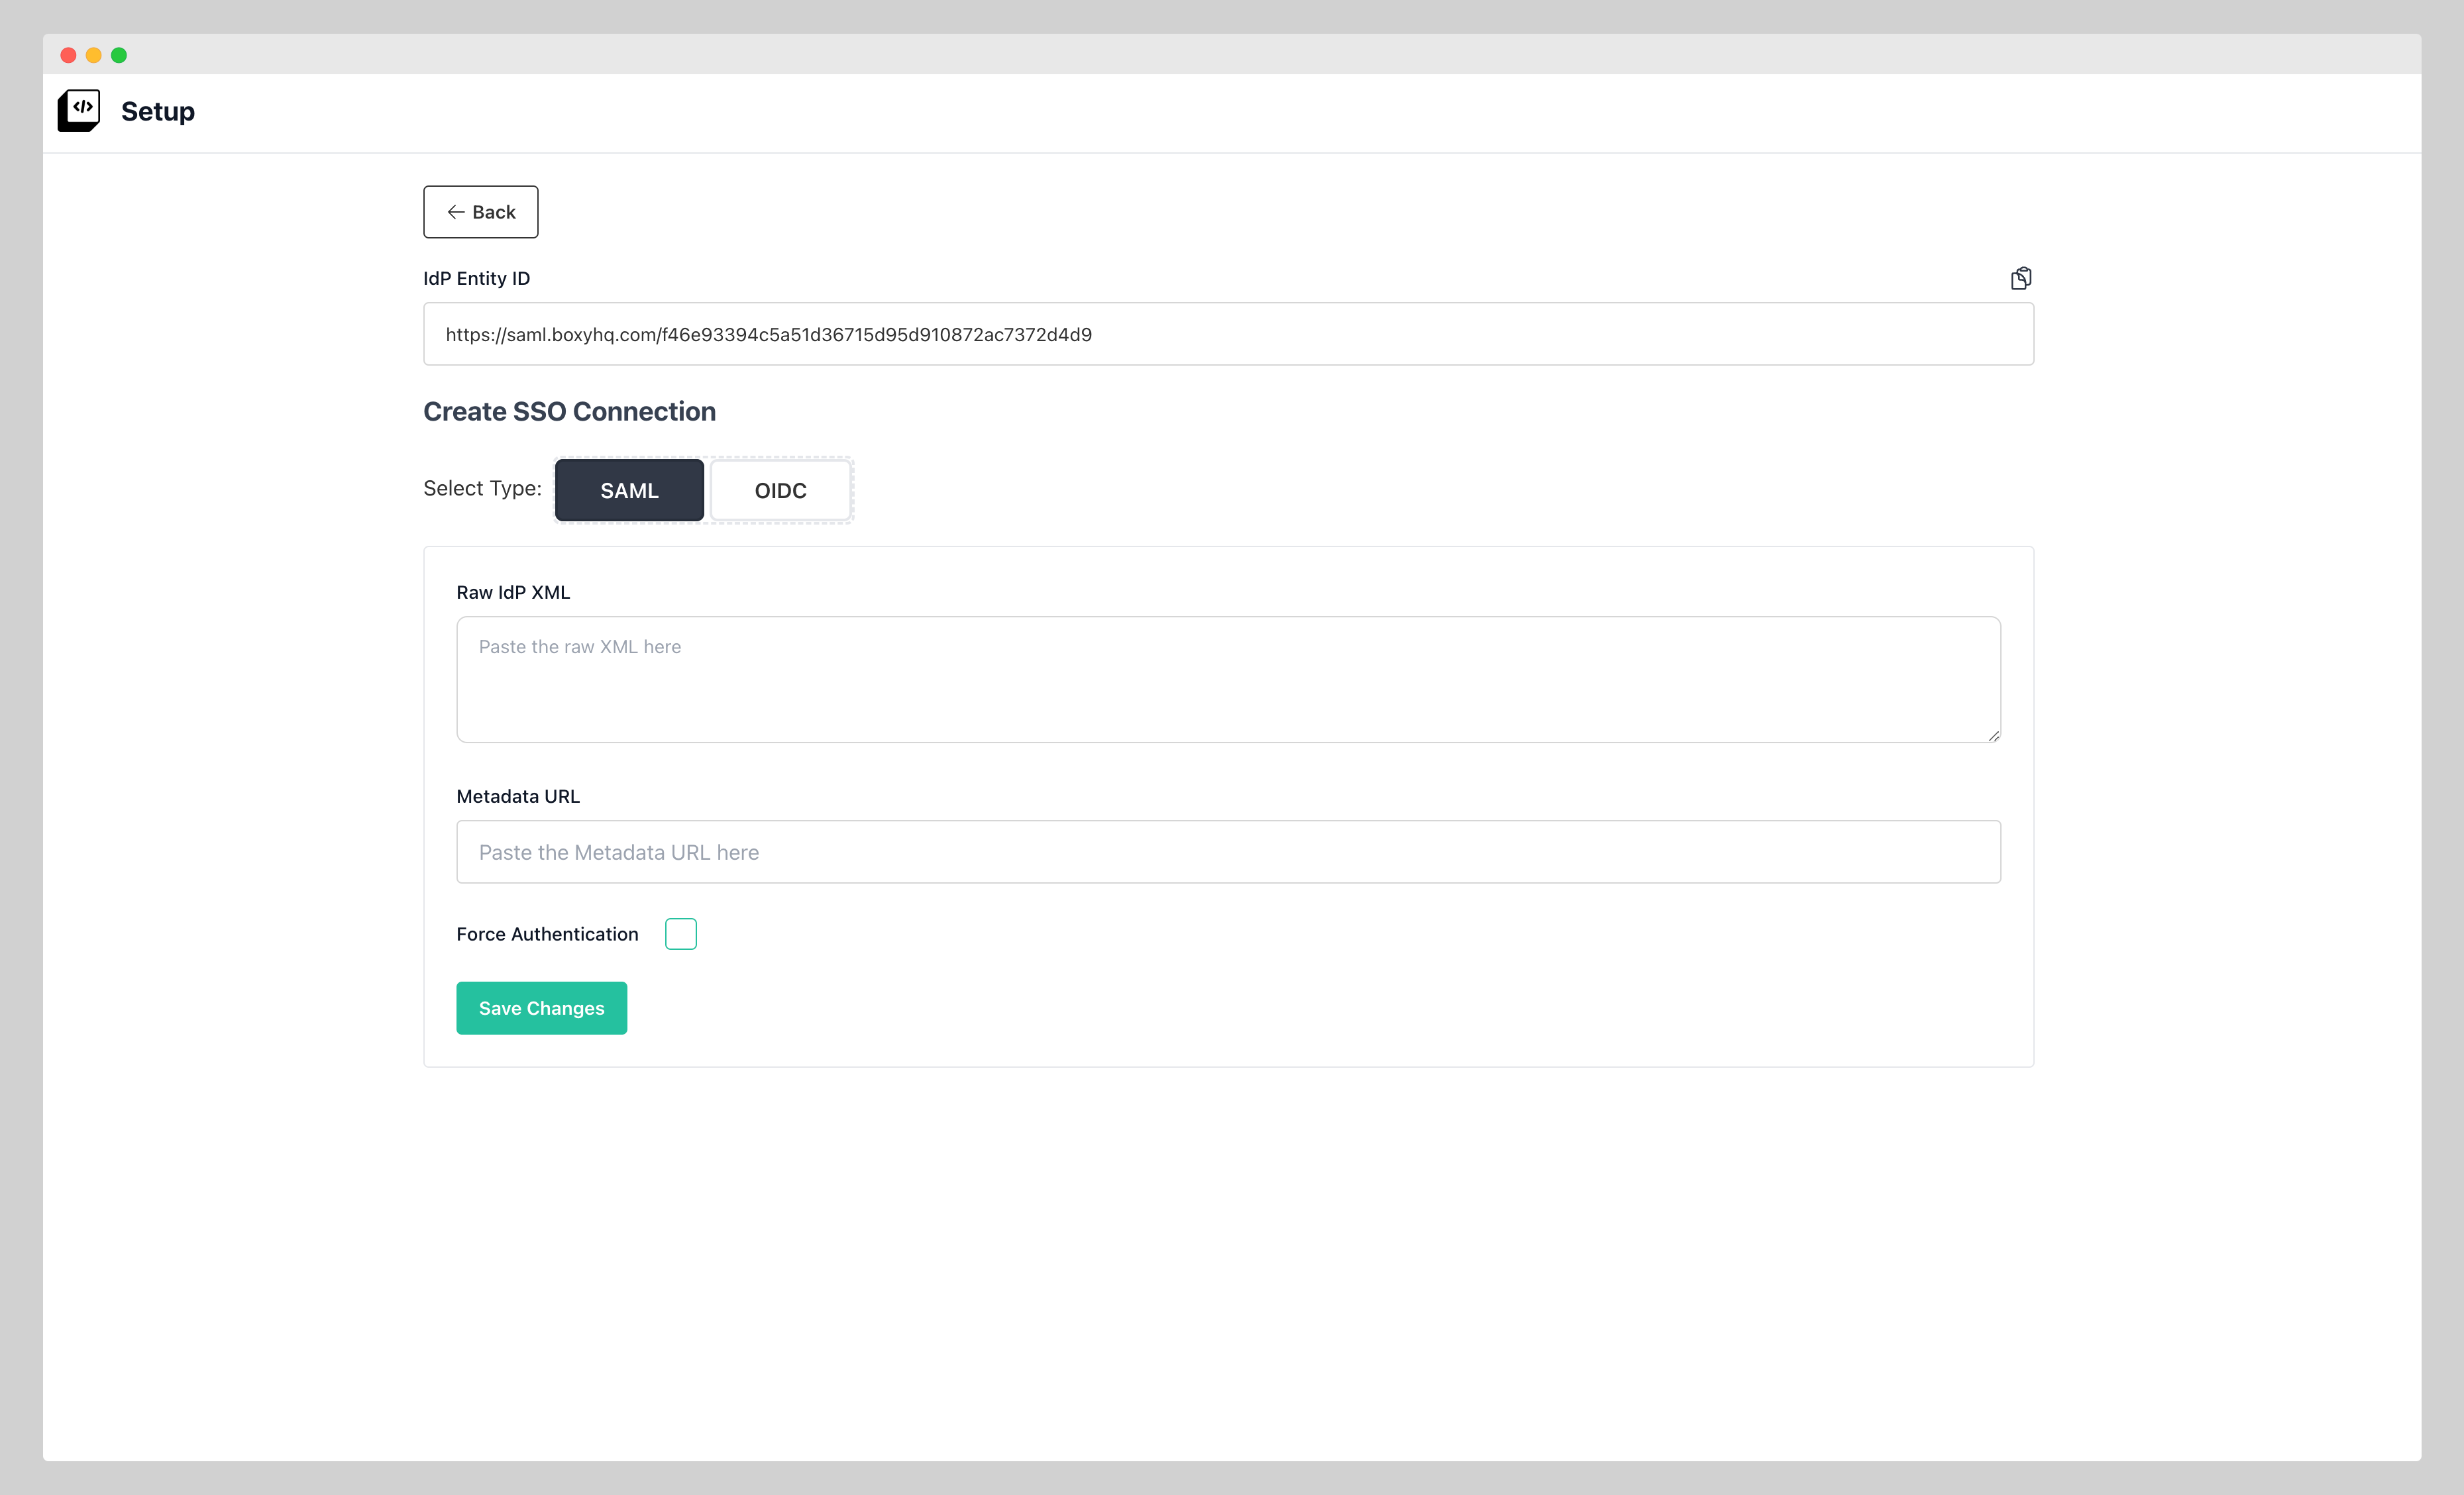 </>
Setup
← Back
IdP Entity ID
https://saml.boxyhq.com/f46e93394c5a51d36715d95d910872ac7372d4d9
Create SSO Connection
Select Type: SAML OIDC
Raw IdP XML
Paste the raw XML here
Metadata URL
Paste the Metadata URL here
Force Authentication
Save Changes